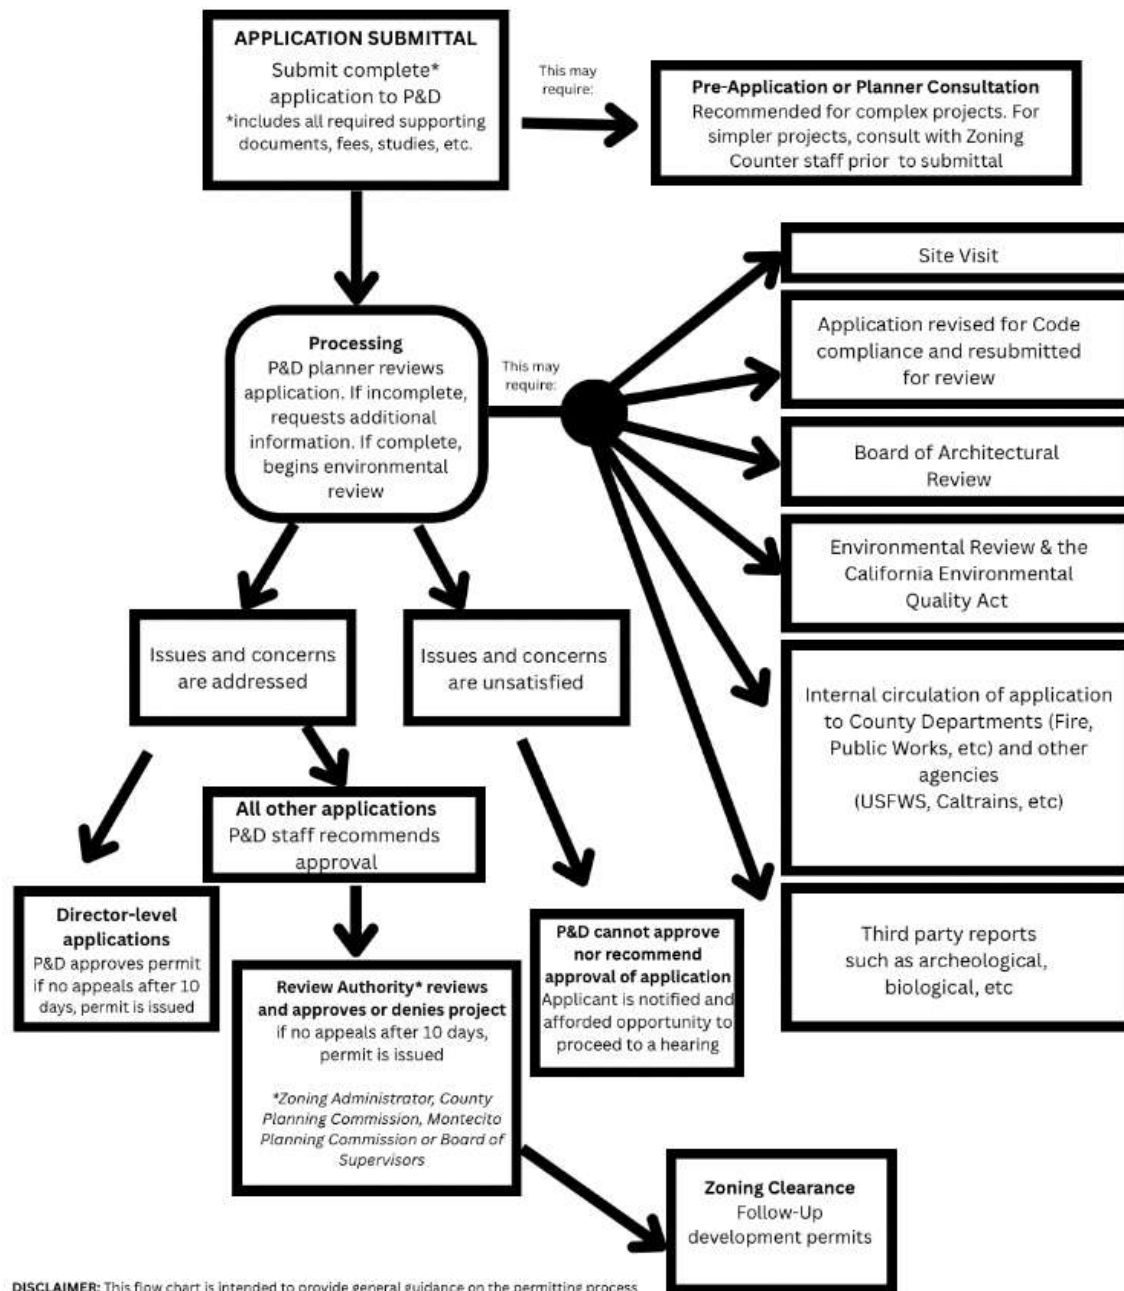 APPLICATION SUBMITTAL
Submit complete*
application to P&D
*includes all required supporting
documents, fees, studies, etc.
This may
require:
Pre-Application or Planner Consultation
Recommended for complex projects. For
simpler projects, consult with Zoning
Counter staff prior to submittal
Processing
P&D planner reviews
application. If incomplete,
requests additional
information. If complete,
begins environmental
review
This may
require:
Site Visit
Application revised for Code
compliance and resubmitted
for review
Board of Architectural
Review
Environmental Review & the
California Environmental
Quality Act
Internal circulation of application
to County Departments (Fire,
Public Works, etc) and other
agencies
(USFWS, Caltrains, etc)
Third party reports
such as archeological,
biological, etc
Issues and concerns
are addressed
Issues and concerns
are unsatisfied
All other applications
P&D staff recommends
approval
Director-level
applications
P&D approves permit
if no appeals after 10
days, permit is issued
Review Authority* reviews
and approves or denies project
if no appeals after 10 days,
permit is issued
*Zoning Administrator, County
Planning Commission, Montecito
Planning Commission or Board of
Supervisors
P&D cannot approve
nor recommend
approval of application
Applicant is notified and
afforded opportunity to
proceed to a hearing
Zoning Clearance
Follow-Up
development permits
DISCLAIMER: This flow chart is intended to provide general guidance on the permitting process